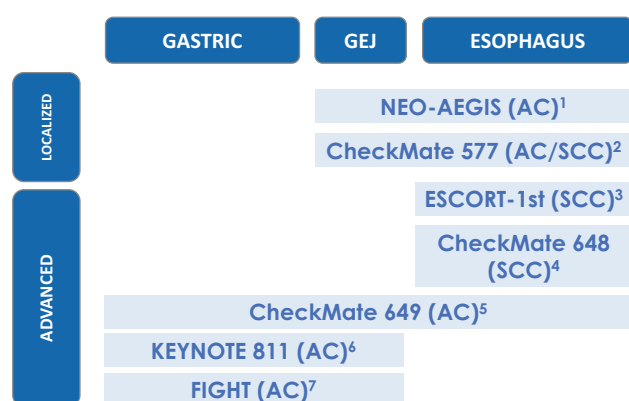 GASTRIC GEJ ESOPHAGUS
LOCALIZED
NEO-AEGIS (AC)¹
CheckMate 577 (AC/SCC)²
ADVANCED
ESCORT-1st (SCC)³
CheckMate 648
(SCC)⁴
CheckMate 649 (AC)⁵
KEYNOTE 811 (AC)⁶
FIGHT (AC)⁷